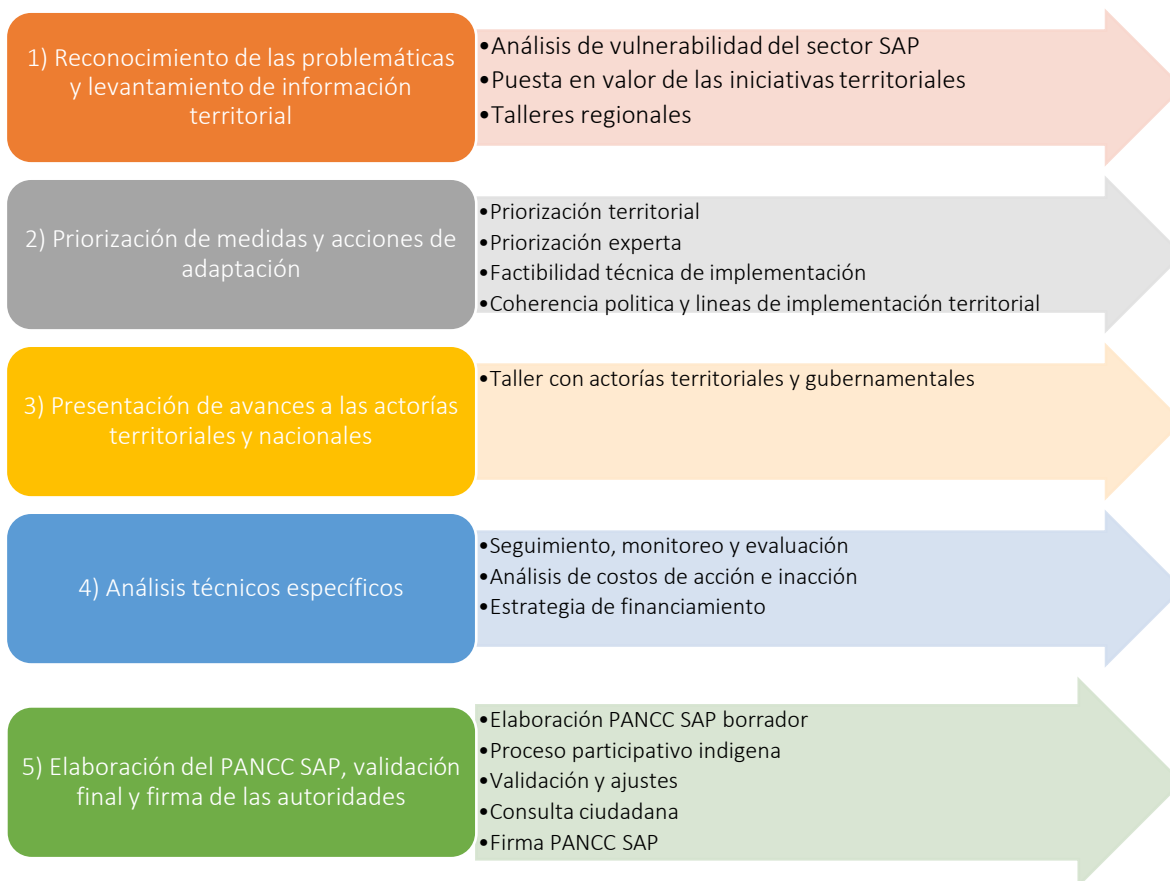 1) Reconocimiento de las problemáticas
y levantamiento de información
territorial
•Análisis de vulnerabilidad del sector SAP
•Puesta en valor de las iniciativas territoriales
•Talleres regionales
2) Priorización de medidas y acciones de
adaptación
•Priorización territorial
•Priorización experta
•Factibilidad técnica de implementación
•Coherencia politica y lineas de implementación territorial
3) Presentación de avances a las actorías
territoriales y nacionales
•Taller con actorías territoriales y gubernamentales
4) Análisis técnicos específicos
•Seguimiento, monitoreo y evaluación
•Análisis de costos de acción e inacción
•Estrategia de financiamiento
5) Elaboración del PANCC SAP, validación
final y firma de las autoridades
•Elaboración PANCC SAP borrador
•Proceso participativo indigena
•Validación y ajustes
•Consulta ciudadana
•Firma PANCC SAP